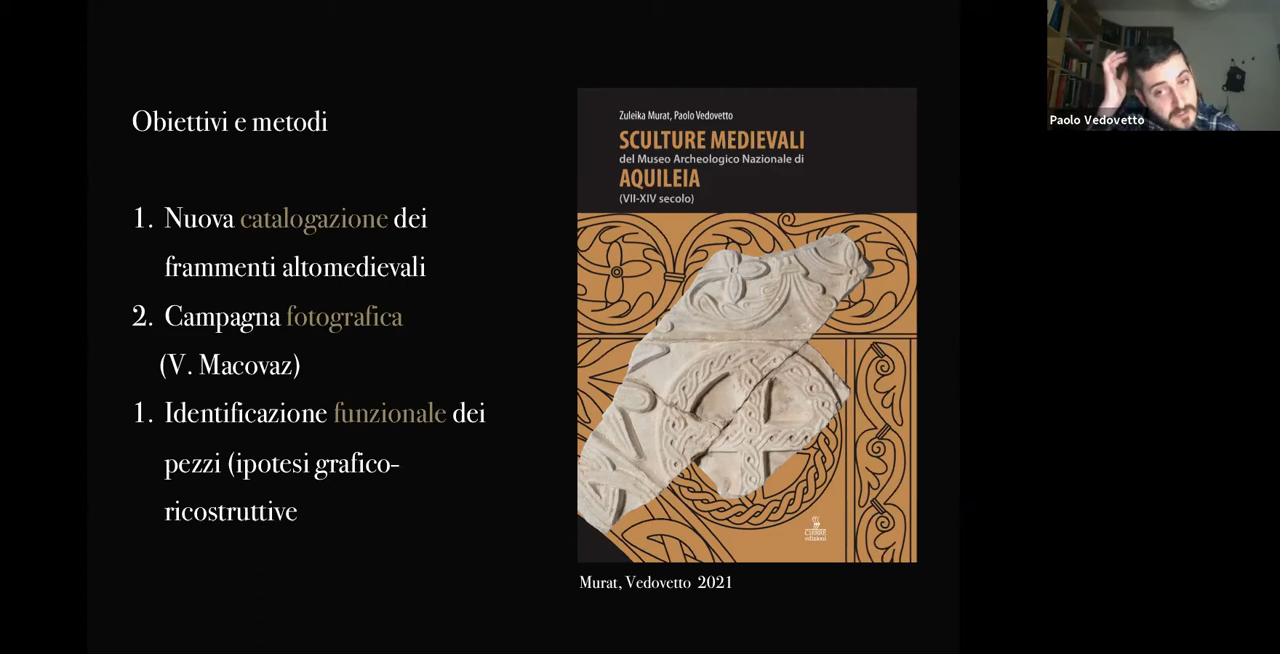 Obiettivi e metodi
1. Nuova catalogazione dei
frammenti altomedievali
2. Campagna fotografica
(V. Macovaz)
1. Identificazione funzionale dei
pezzi (ipotesi grafico-
ricostruttive
Zuleika Murat, Paolo Vedovetto
SCULTURE MEDIEVALI
del Museo Archeologico Nazionale di
AQUILEIA
(VII-XIV secolo)
CIERRE
edizioni
Murat, Vedovetto 2021
Paolo Vedovetto